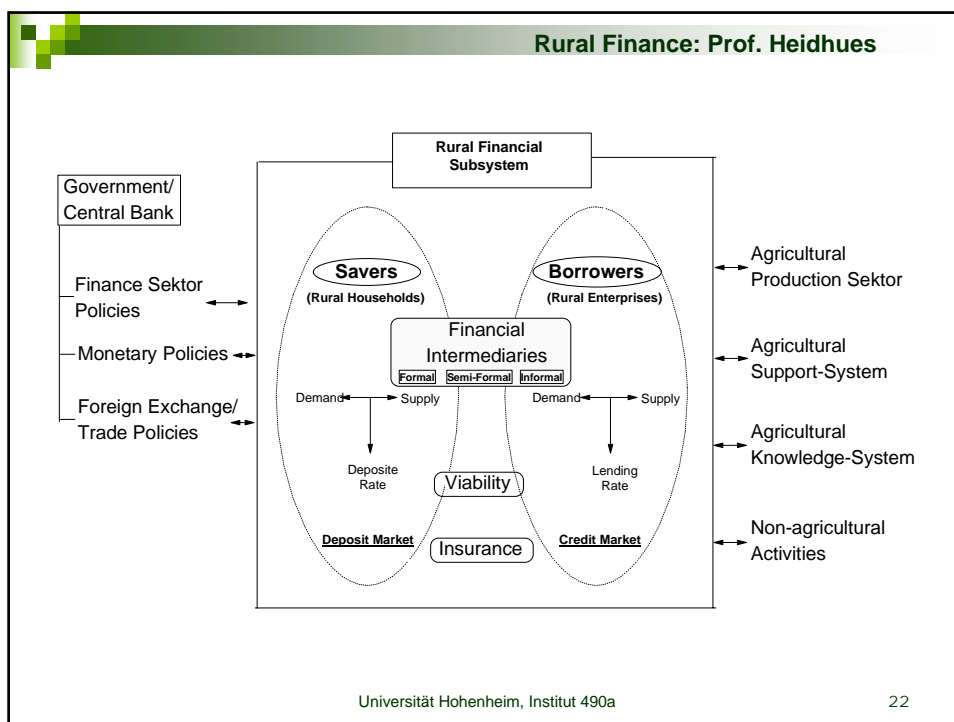 Rural Finance: Prof. Heidhues
Rural Financial
Subsystem
Government/
Central Bank
Finance Sektor
Policies
Monetary Policies
Foreign Exchange/
Trade Policies
Savers
(Rural Households)
Borrowers
(Rural Enterprises)
Financial
Intermediaries
Formal Semi-Formal Informal
Demand Supply
Deposite
Rate
Demand Supply
Lending
Rate
Viability
Deposit Market
Insurance
Credit Market
Agricultural
Production Sektor
Agricultural
Support-System
Agricultural
Knowledge-System
Non-agricultural
Activities
Universität Hohenheim, Institut 490a
22